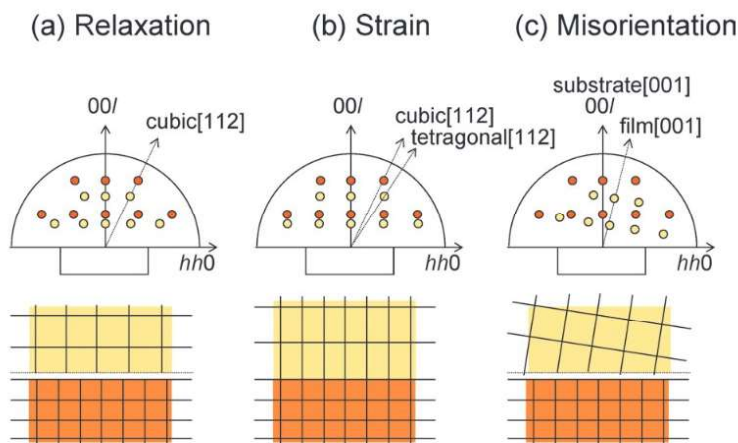 (a) Relaxation
(b) Strain
(c) Misorientation
00l
cubic[112]
hh0
00l
cubic[112]
tetragonal[112]
hh0
substrate[001]
00l
film[001]
hh0